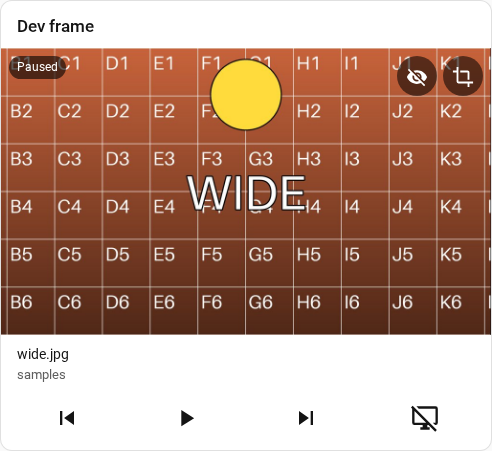 Dev frame
Paused
C1 D1 E1 F1 G1 H1 I1 J1 K1
B2 C2 D2 E2 H2 I2 J2 K2
B3 C3 D3 E3 F3 G3 H3 I3 J3 K3
WIDE
B4 C4 D4 E4 F4 G4 H4 I4 J4 K4
B5 C5 D5 E5 F5 G5 H5 I5 J5 K5
B6 C6 D6 E6 F6 G6 H6 I6 J6 K6
wide.jpg
samples